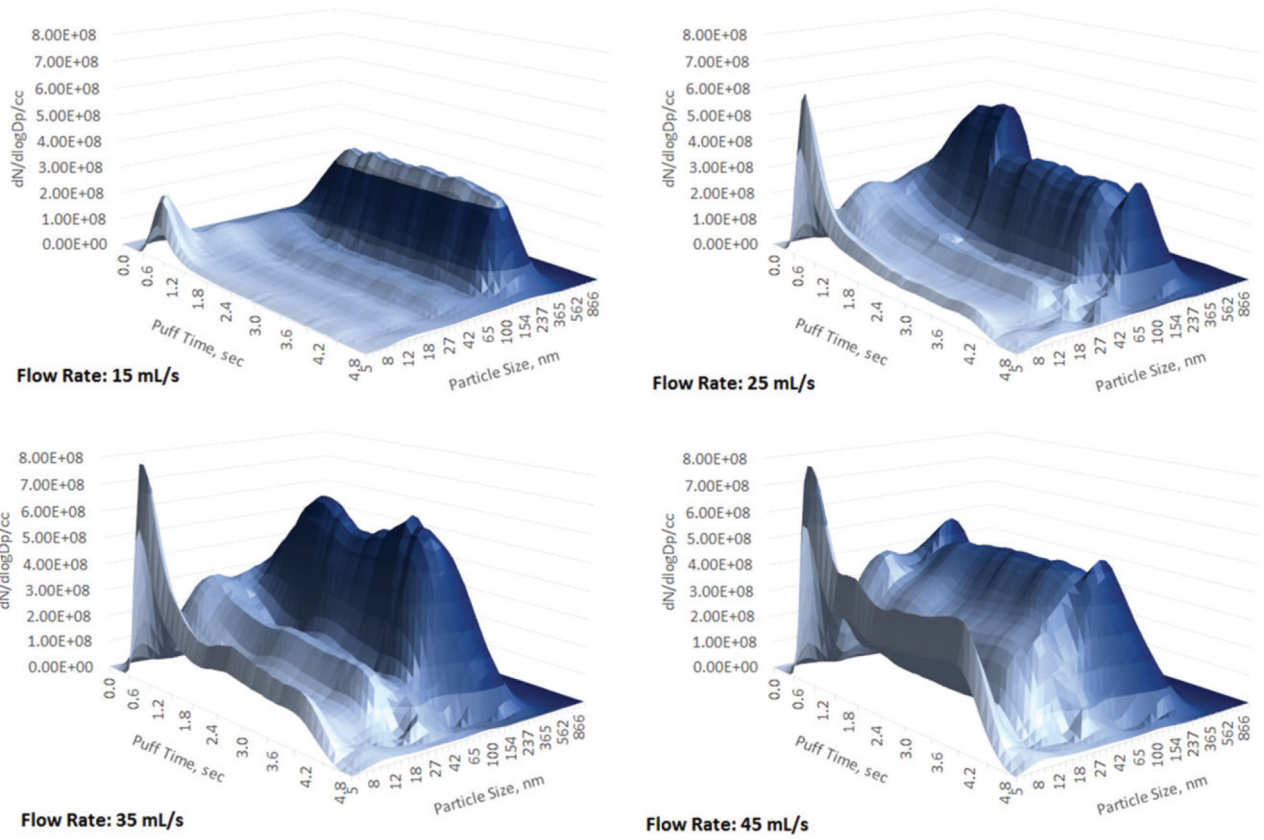 8.00E+08
7.00E+08
6.00E+08
5.00E+08
4.00E+08
3.00E+08
2.00E+08
1.00E+08
0.00E+00
dN/dlogDp/cc
0.0
0.6
1.2
1.8
2.4
3.0
3.6
4.2
4.8
Puff Time, sec
5
8
12
18
27
42
65
100
154
237
365
562
866
Particle Size, nm
Flow Rate: 15 mL/s
8.00E+08
7.00E+08
6.00E+08
5.00E+08
4.00E+08
3.00E+08
2.00E+08
1.00E+08
0.00E+00
dN/dlogDp/cc
0.0
0.6
1.2
1.8
2.4
3.0
3.6
4.2
4.8
Puff Time, sec
5
8
12
18
27
42
65
100
154
237
365
562
866
Particle Size, nm
Flow Rate: 25 mL/s
8.00E+08
7.00E+08
6.00E+08
5.00E+08
4.00E+08
3.00E+08
2.00E+08
1.00E+08
0.00E+00
dN/dlogDp/cc
0.0
0.6
1.2
1.8
2.4
3.0
3.6
4.2
4.8
Puff Time, sec
5
8
12
18
27
42
65
100
154
237
365
562
866
Particle Size, nm
Flow Rate: 35 mL/s
8.00E+08
7.00E+08
6.00E+08
5.00E+08
4.00E+08
3.00E+08
2.00E+08
1.00E+08
0.00E+00
dN/dlogDp/cc
0.0
0.6
1.2
1.8
2.4
3.0
3.6
4.2
4.8
Puff Time, sec
5
8
12
18
27
42
65
100
154
237
365
562
866
Particle Size, nm
Flow Rate: 45 mL/s